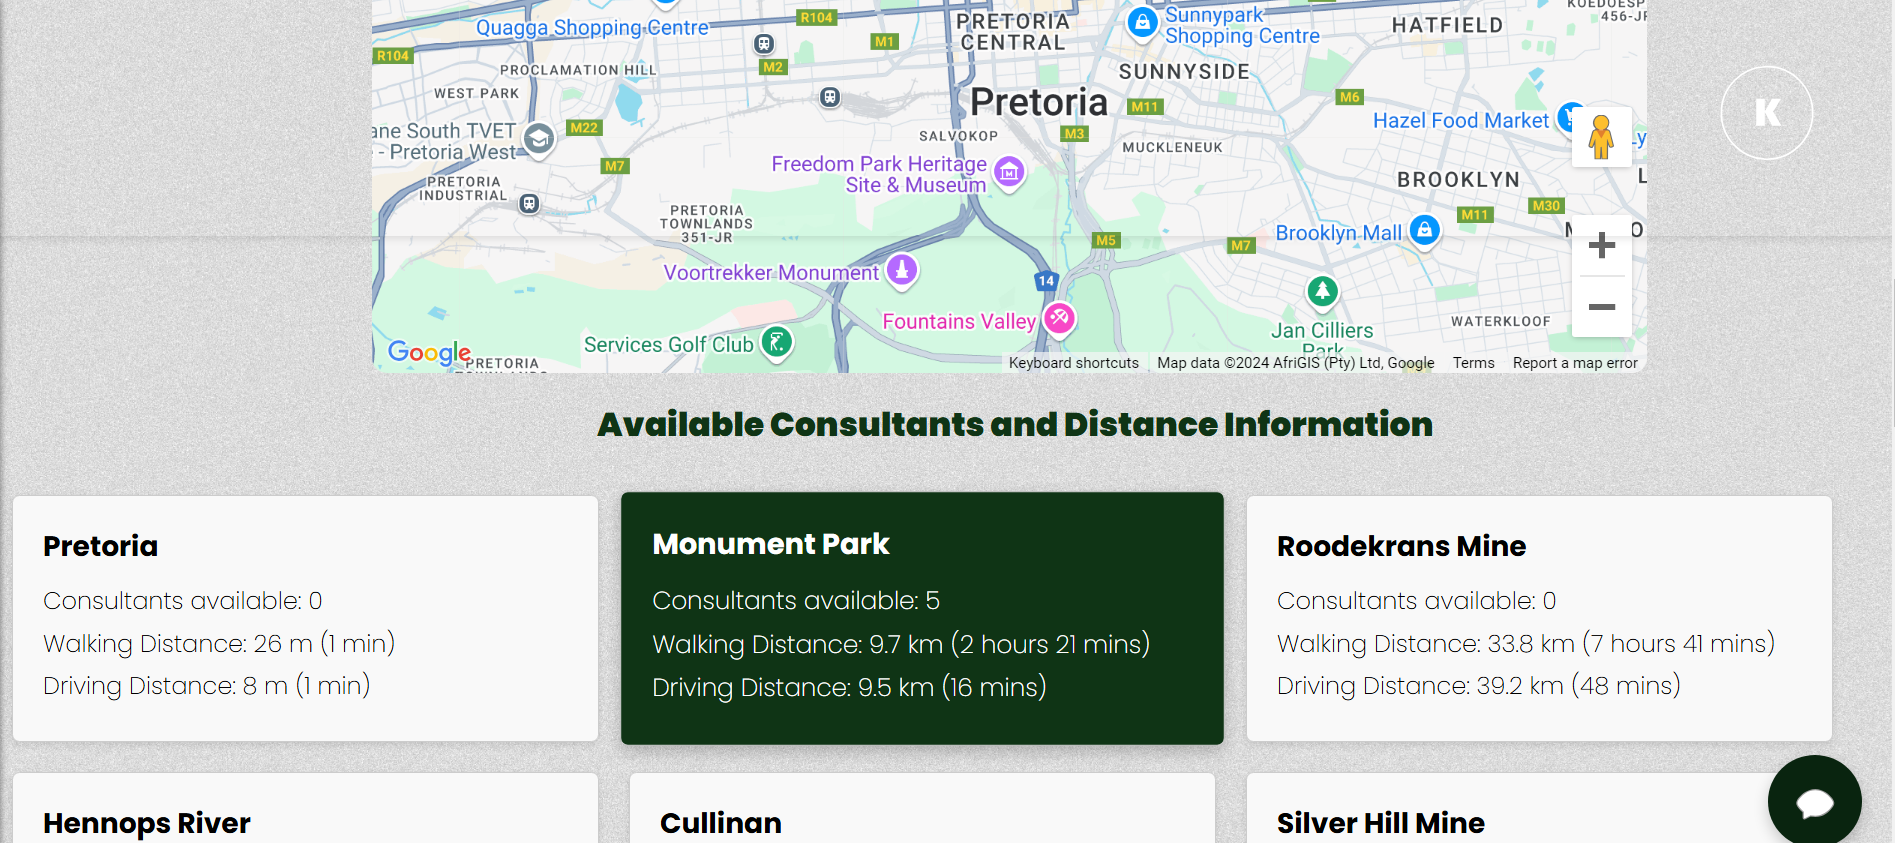 Quagga Shopping Centre
R104
M1
PRETORIA
CENTRAL
Sunnypark
Shopping Centre
HATFIELD
KOEDOESP
456-JR
R104
PROCLAMATION HILL
M2
SUNNYSIDE
WEST PARK
Pretoria
M11
M6
Hazel Food Market
ane South TVET
- Pretoria West
M22
SALVOKOP
M3
MUCKLENEUK
M7
Freedom Park Heritage
Site & Museum
BROOKLYN
PRETORIA
INDUSTRIAL
PRETORIA
TOWNLANDS
351-JR
M11
M30
M5
M7
Brooklyn Mall
Voortrekker Monument
14
Fountains Valley
Services Golf Club
Jan Cilliers
Park
WATERKLOOF
Google
PRETORIA
TOWNLANDS
Keyboard shortcuts Map data ©2024 AfriGIS (Pty) Ltd, Google Terms Report a map error
K
Available Consultants and Distance Information
Pretoria
Consultants available: 0
Walking Distance: 26 m (1 min)
Driving Distance: 8 m (1 min)
Monument Park
Consultants available: 5
Walking Distance: 9.7 km (2 hours 21 mins)
Driving Distance: 9.5 km (16 mins)
Roodekrans Mine
Consultants available: 0
Walking Distance: 33.8 km (7 hours 41 mins)
Driving Distance: 39.2 km (48 mins)
Hennops River
Cullinan
Silver Hill Mine